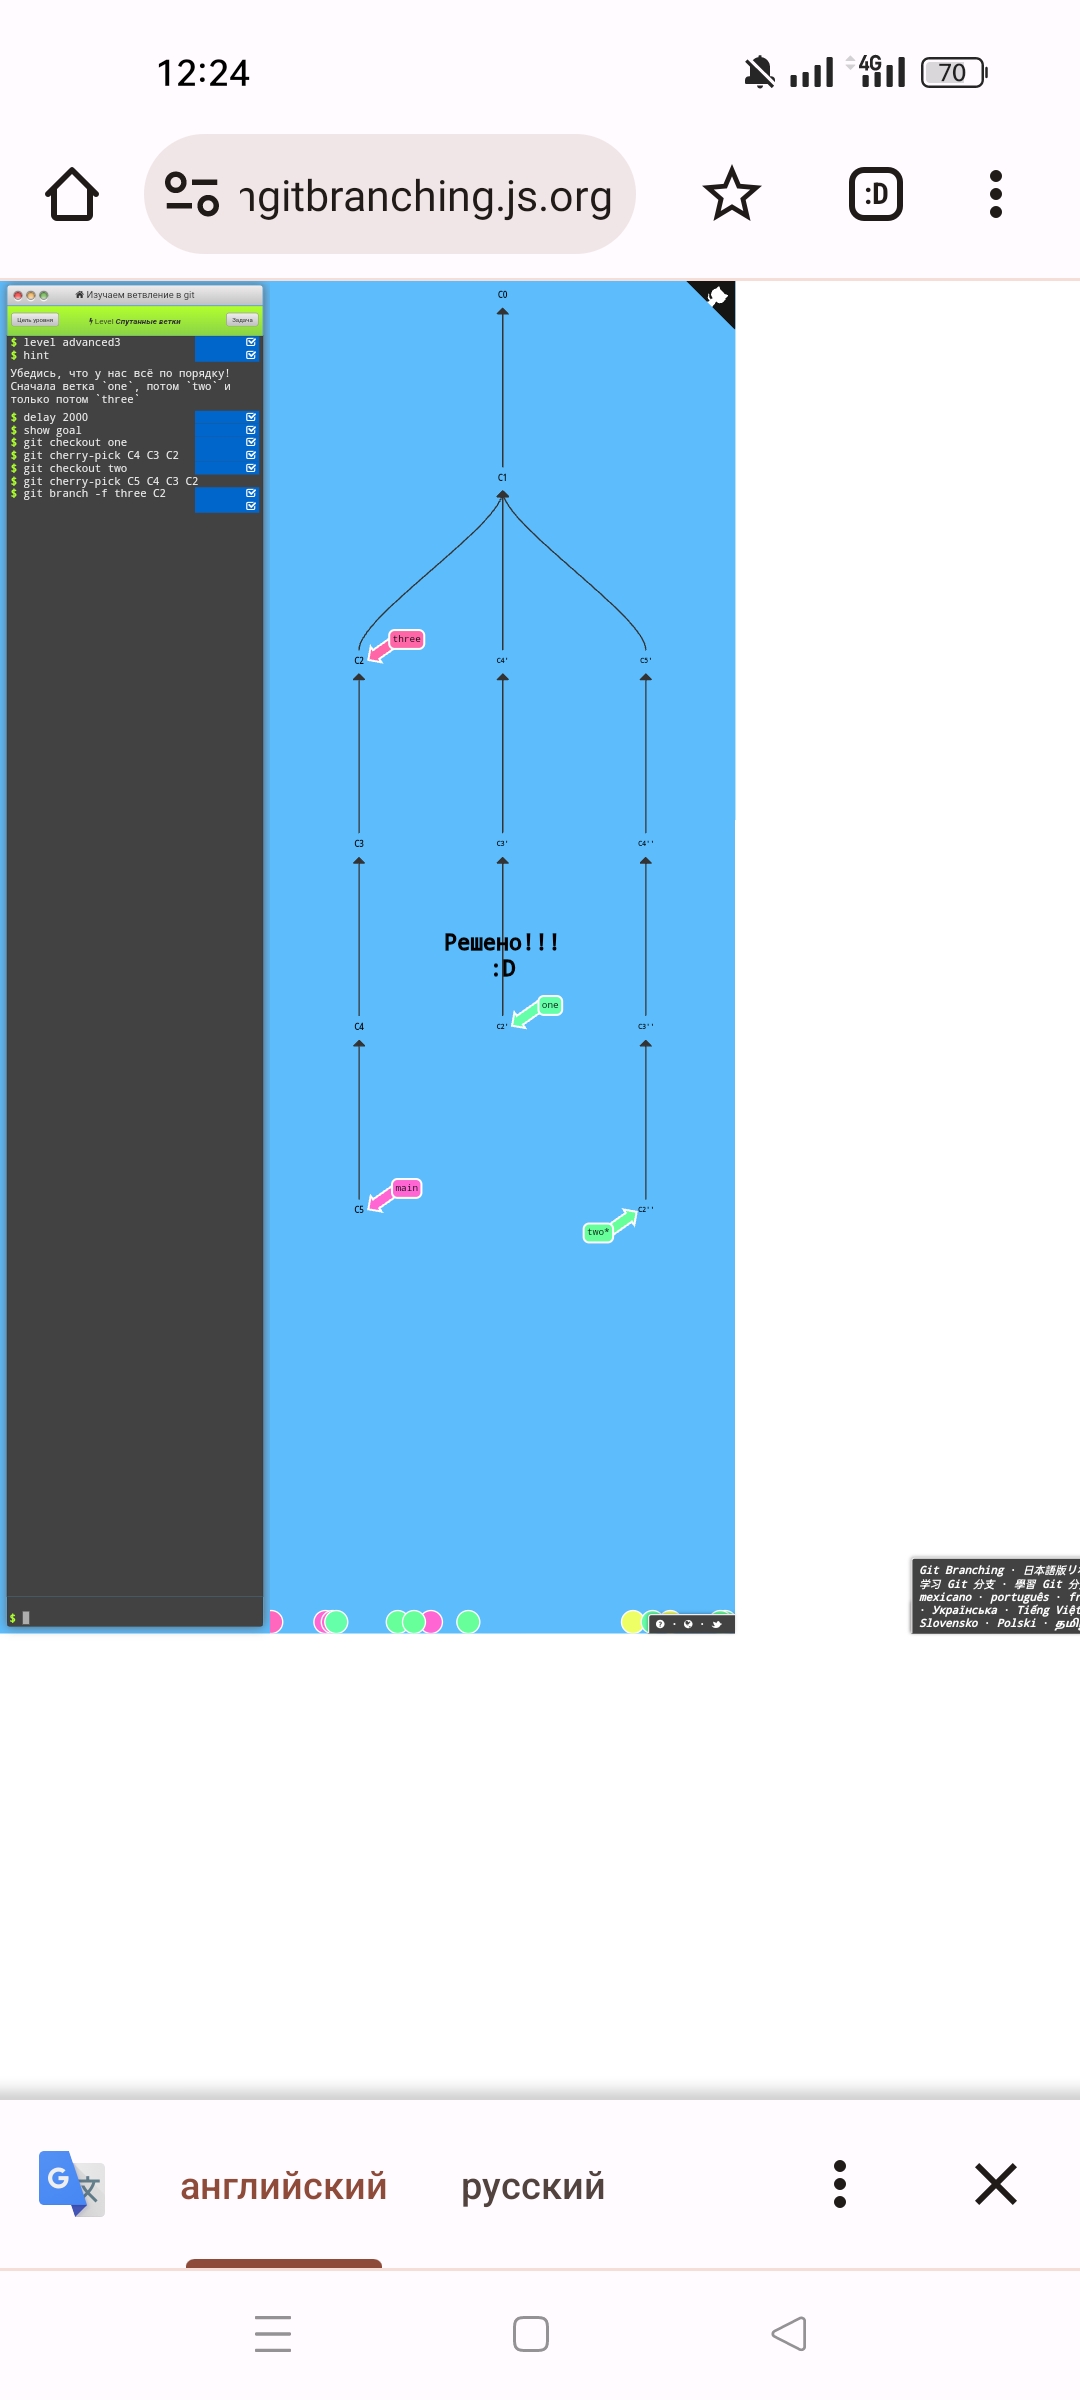 12:24
4G
70
ngitbranching.js.org
:D
Изучаем ветвление в git
Цель уровня
Level Спутанные ветки
Задача
$ level advanced3
$ hint
Убедись, что у нас всё по порядку!
Сначала ветка `one`, потом `two` и
только потом `three`
$ delay 2000
$ show goal
$ git checkout one
$ git cherry-pick C4 C3 C2
$ git checkout two
$ git cherry-pick C5 C4 C3 C2
$ git branch -f three C2
$
C0
C1
three
C2
C4'
C5'
C3
C3'
C4''
Решено!!!
:D
one
C4
C2'
C3''
main
C5
C2''
two*
Git Branching · 日本語版リ
学习 Git 分支 · 學習 Git 分
mexicano · português · fr
· Українська · Tiếng Việt
Slovensko · Polski · தமி
английский
русский